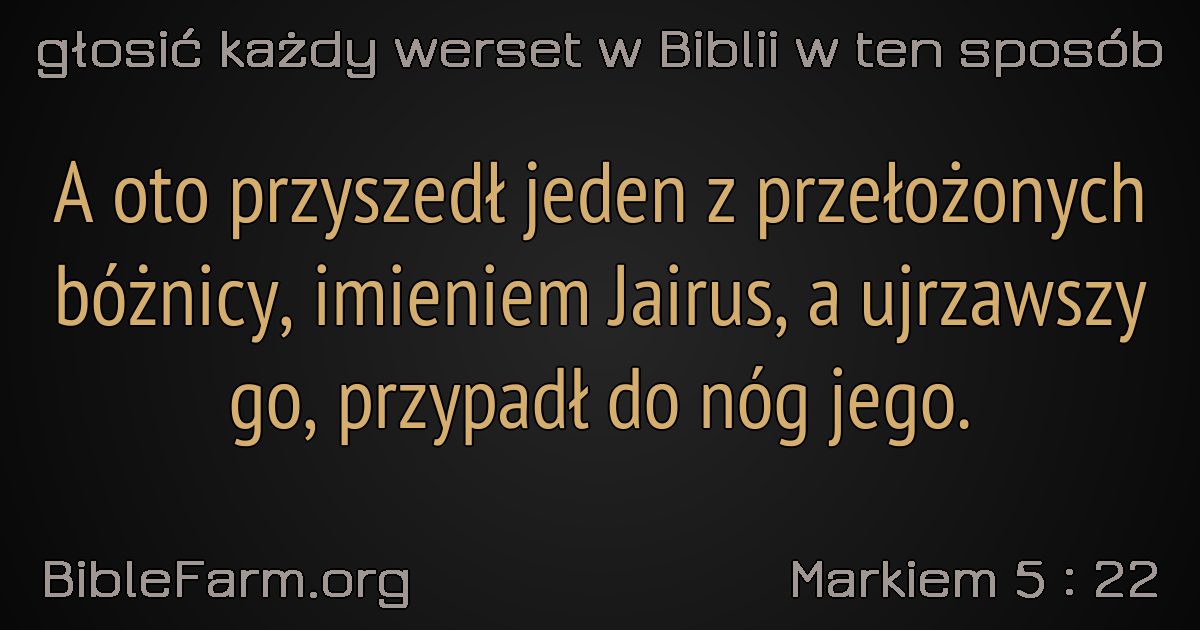 głosić każdy werset w Biblii w ten sposób
A oto przyszedł jeden z przełożonych
bóżnicy, imieniem Jairus, a ujrzawszy
go, przypadł do nóg jego.
BibleFarm.org
Markiem 5 : 22